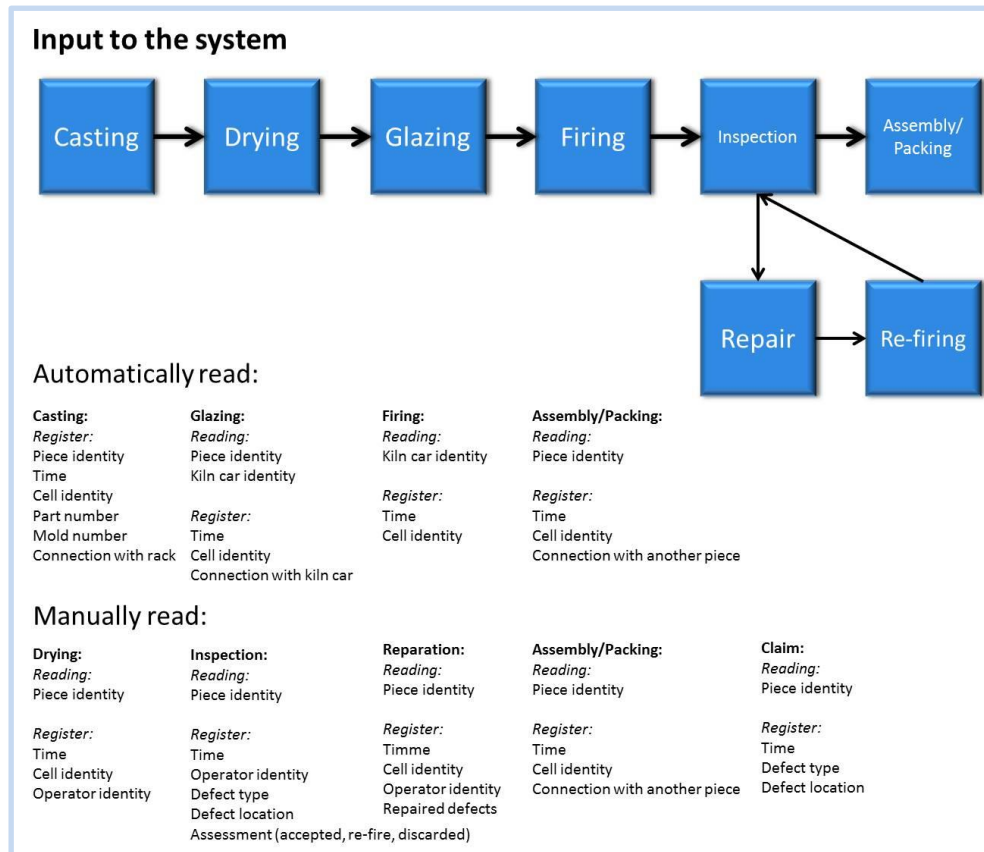 Input to the system
Casting
Drying
Glazing
Firing
Inspection
Assembly/
Packing
Repair
Re-firing
Automatically read:
Casting:
Register:
Piece identity
Time
Cell identity
Part number
Mold number
Connection with rack
Glazing:
Reading:
Piece identity
Kiln car identity
Register:
Time
Cell identity
Connection with kiln car
Firing:
Reading:
Kiln car identity
Register:
Time
Cell identity
Assembly/Packing:
Reading:
Piece identity
Register:
Time
Cell identity
Connection with another piece
Manually read:
Drying:
Reading:
Piece identity
Register:
Time
Cell identity
Operator identity
Inspection:
Reading:
Piece identity
Register:
Time
Operator identity
Defect type
Defect location
Assessment (accepted, re-fire, discarded)
Reparation:
Reading:
Piece identity
Register:
Timme
Cell identity
Operator identity
Repaired defects
Assembly/Packing:
Reading:
Piece identity
Register:
Time
Cell identity
Connection with another piece
Claim:
Reading:
Piece identity
Register:
Time
Defect type
Defect location